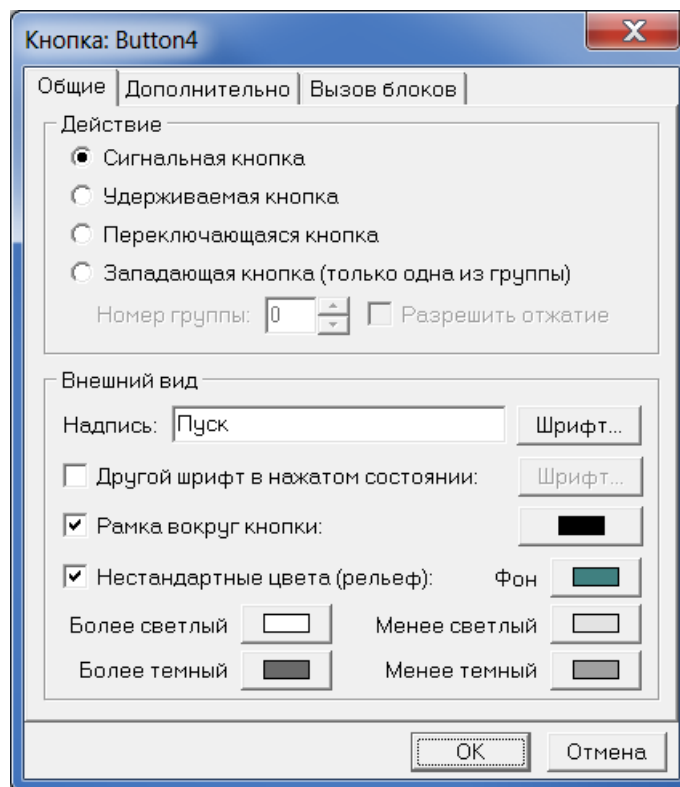 Кнопка: Button4
Общие Дополнительно Вызов блоков
Действие
Сигнальная кнопка
Удерживаемая кнопка
Переключающаяся кнопка
Западающая кнопка (только одна из группы)
Номер группы: 0 Разрешить отжатие
Внешний вид
Надпись: Пуск Шрифт...
Другой шрифт в нажатом состоянии: Шрифт...
Рамка вокруг кнопки:
Нестандартные цвета (рельеф): Фон
Более светлый Менее светлый
Более темный Менее темный
OK Отмена